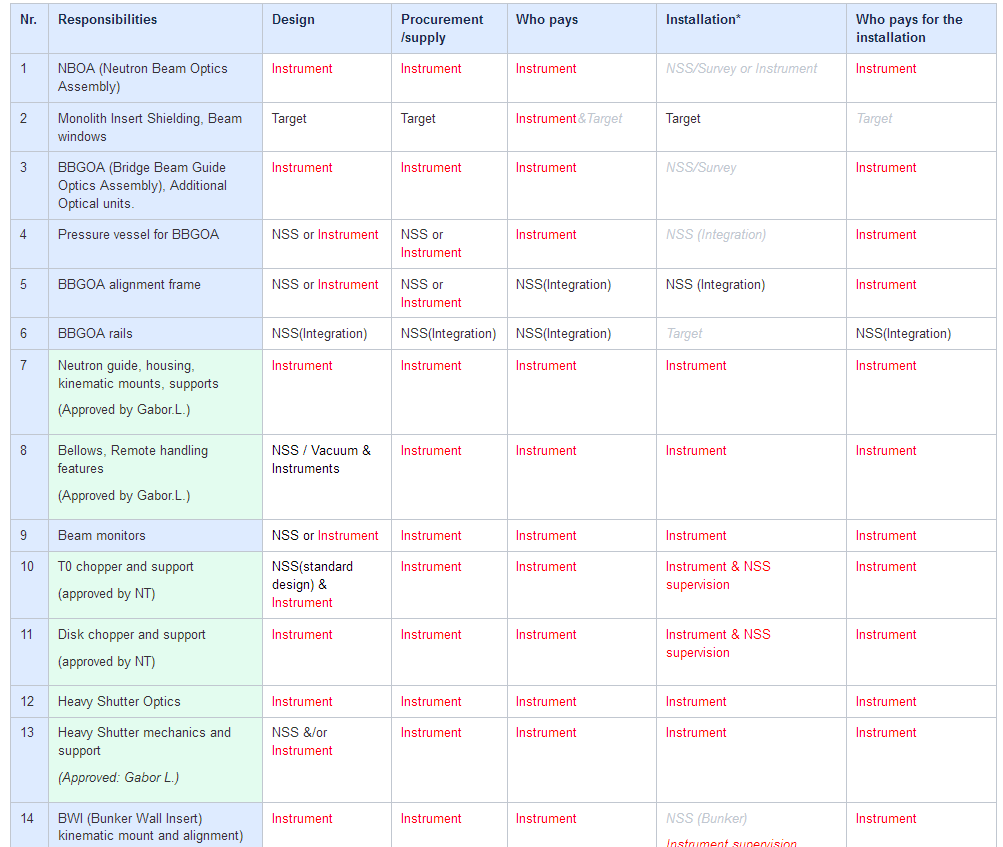 Nr. Responsibilities Design Procurement /supply Who pays Installation* Who pays for the installation
1 NBOA (Neutron Beam Optics Assembly) Instrument Instrument Instrument NSS/Survey or Instrument Instrument
2 Monolith Insert Shielding, Beam windows Target Target Instrument&Target Target Target
3 BBGOA (Bridge Beam Guide Optics Assembly), Additional Optical units. Instrument Instrument Instrument NSS/Survey Instrument
4 Pressure vessel for BBGOA NSS or Instrument NSS or Instrument Instrument NSS (Integration) Instrument
5 BBGOA alignment frame NSS or Instrument NSS or Instrument NSS(Integration) NSS (Integration) Instrument
6 BBGOA rails NSS(Integration) NSS(Integration) NSS(Integration) Target NSS(Integration)
7 Neutron guide, housing, kinematic mounts, supports Instrument Instrument Instrument Instrument Instrument
(Approved by Gabor.L.)
8 Bellows, Remote handling features NSS / Vacuum & Instruments Instrument Instrument Instrument Instrument
(Approved by Gabor.L.)
9 Beam monitors NSS or Instrument Instrument Instrument Instrument Instrument
10 T0 chopper and support NSS(standard design) & Instrument Instrument Instrument Instrument & NSS supervision Instrument
(approved by NT)
11 Disk chopper and support Instrument Instrument Instrument Instrument & NSS supervision Instrument
(approved by NT)
12 Heavy Shutter Optics Instrument Instrument Instrument Instrument Instrument
13 Heavy Shutter mechanics and support NSS &/or Instrument Instrument Instrument Instrument Instrument
(Approved: Gabor L.)
14 BWI (Bunker Wall Insert) kinematic mount and alignment) Instrument Instrument Instrument NSS (Bunker) Instrument
Instrument supervision